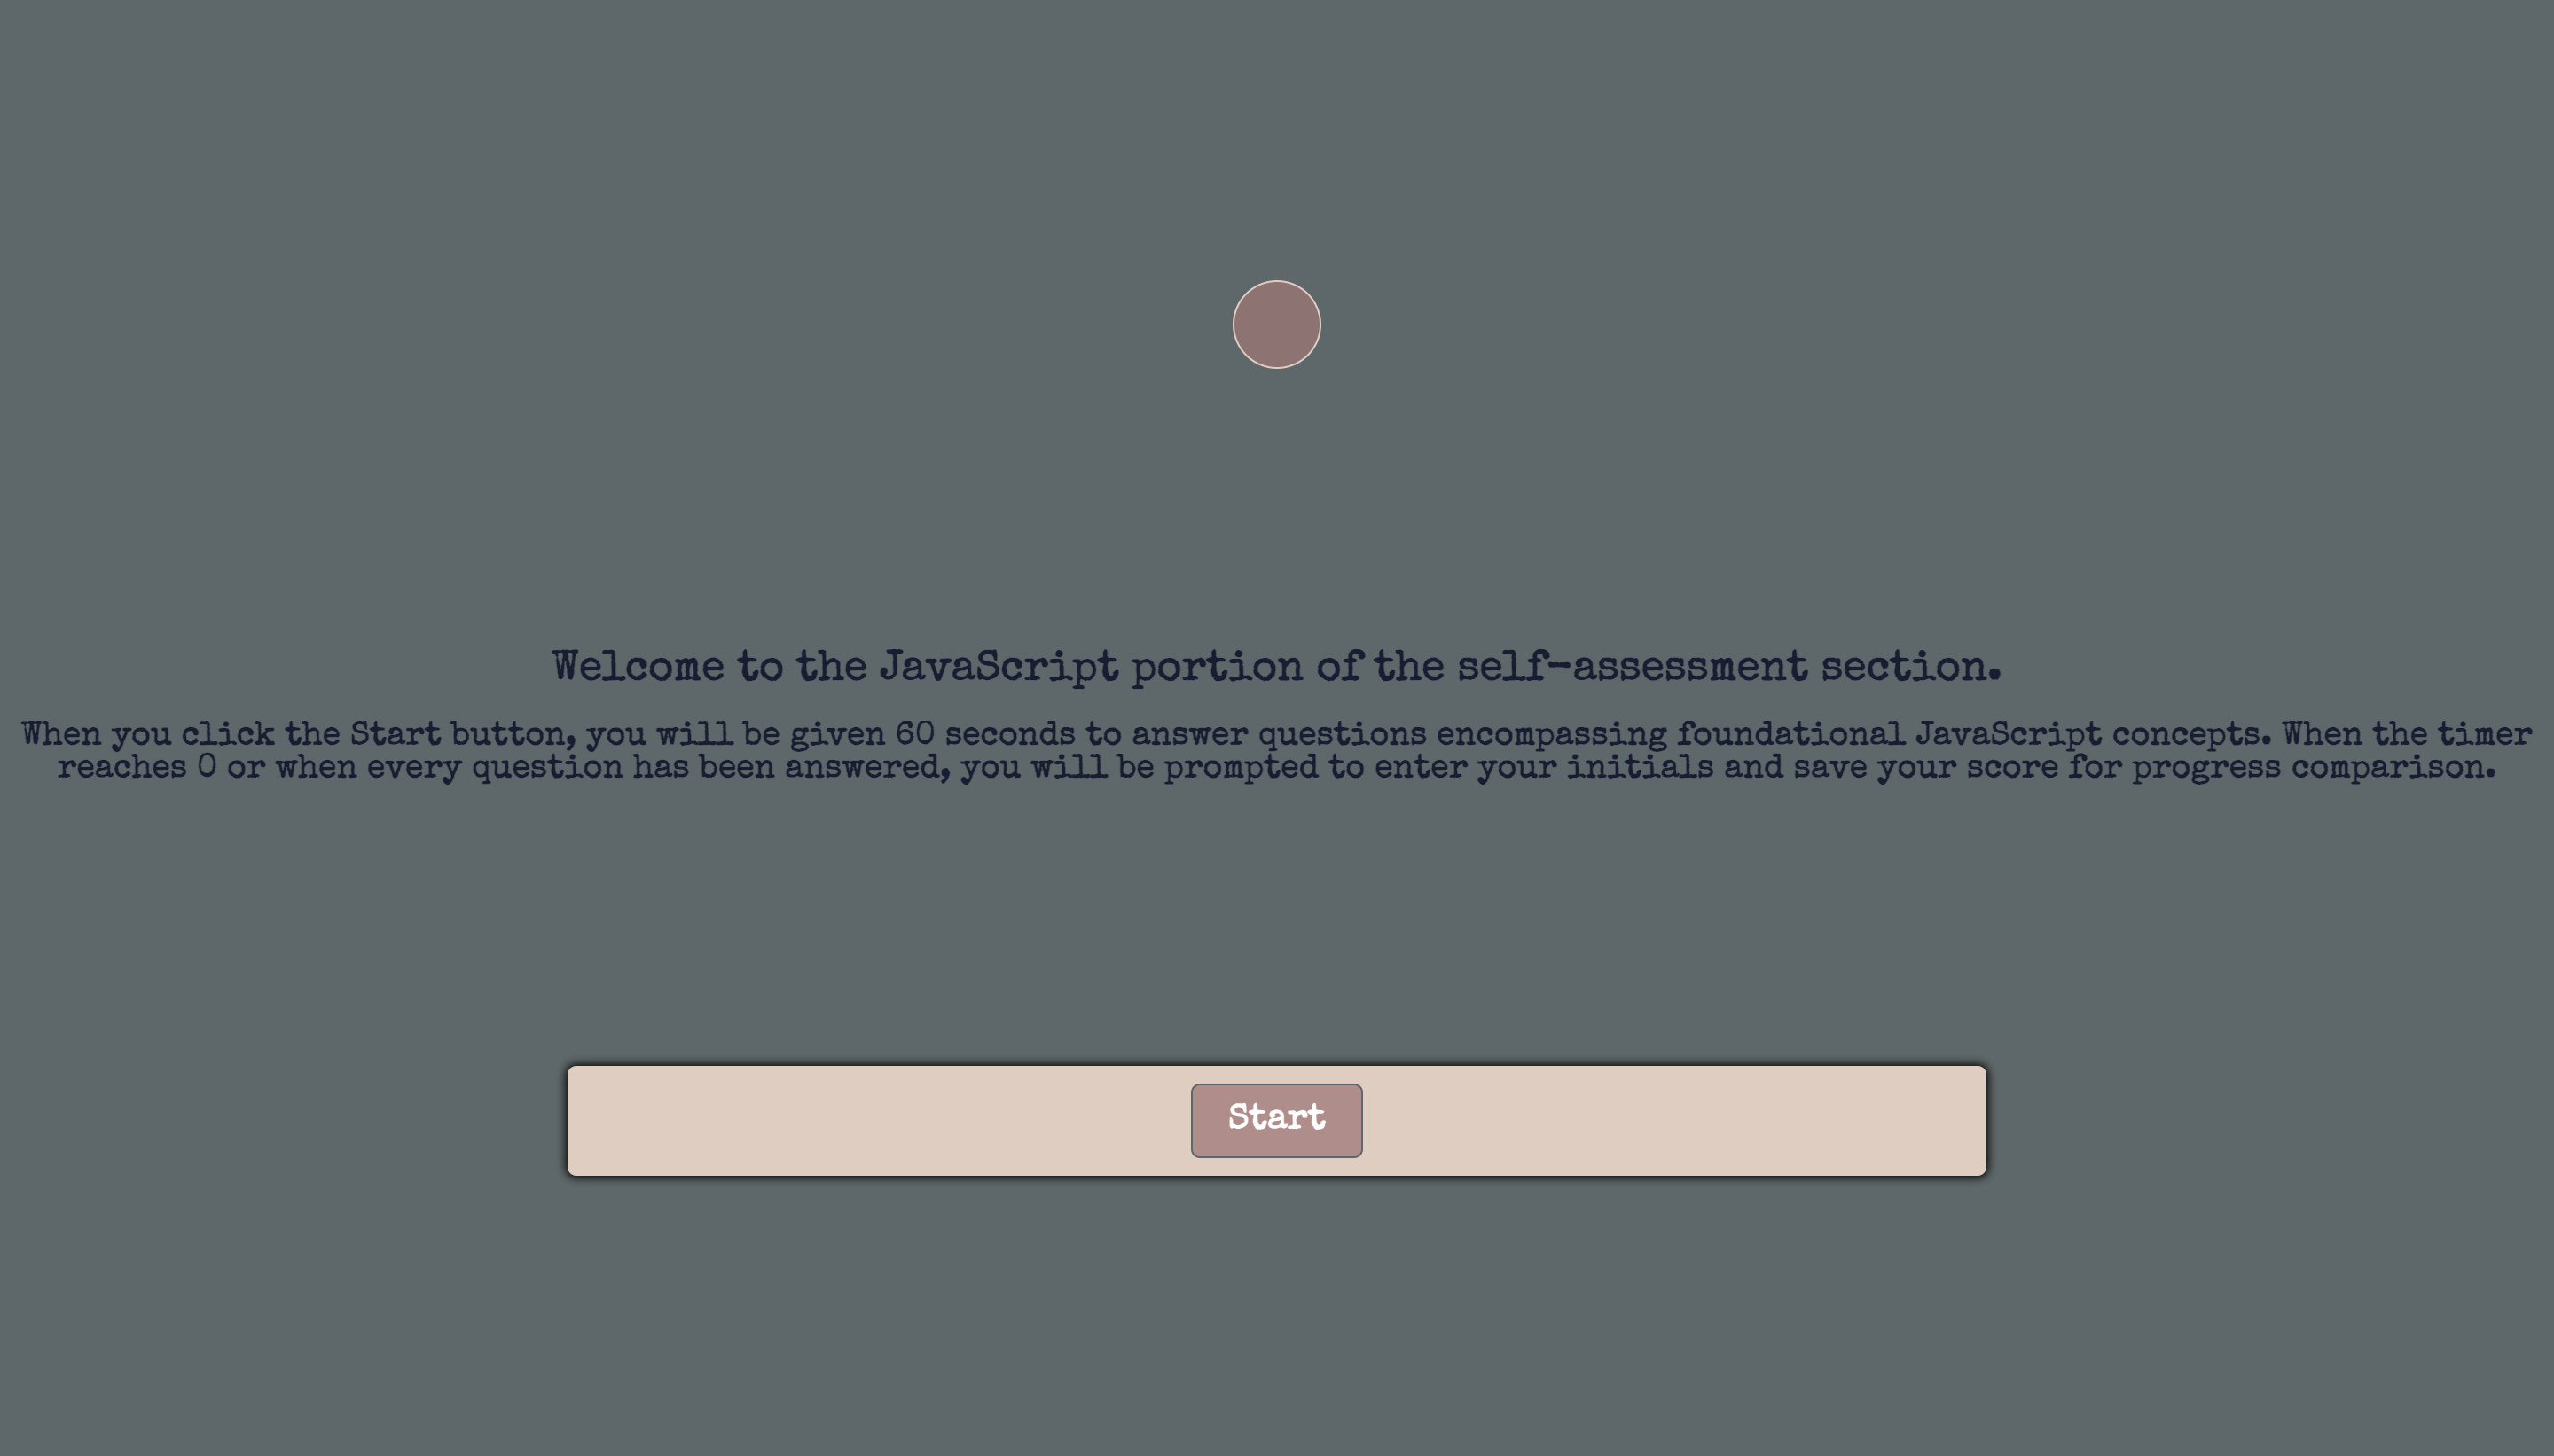 Welcome to the JavaScript portion of the self-assessment section.
When you click the Start button, you will be given 60 seconds to answer questions encompassing foundational JavaScript concepts. When the timer
reaches 0 or when every question has been answered, you will be prompted to enter your initials and save your score for progress comparison.
Start